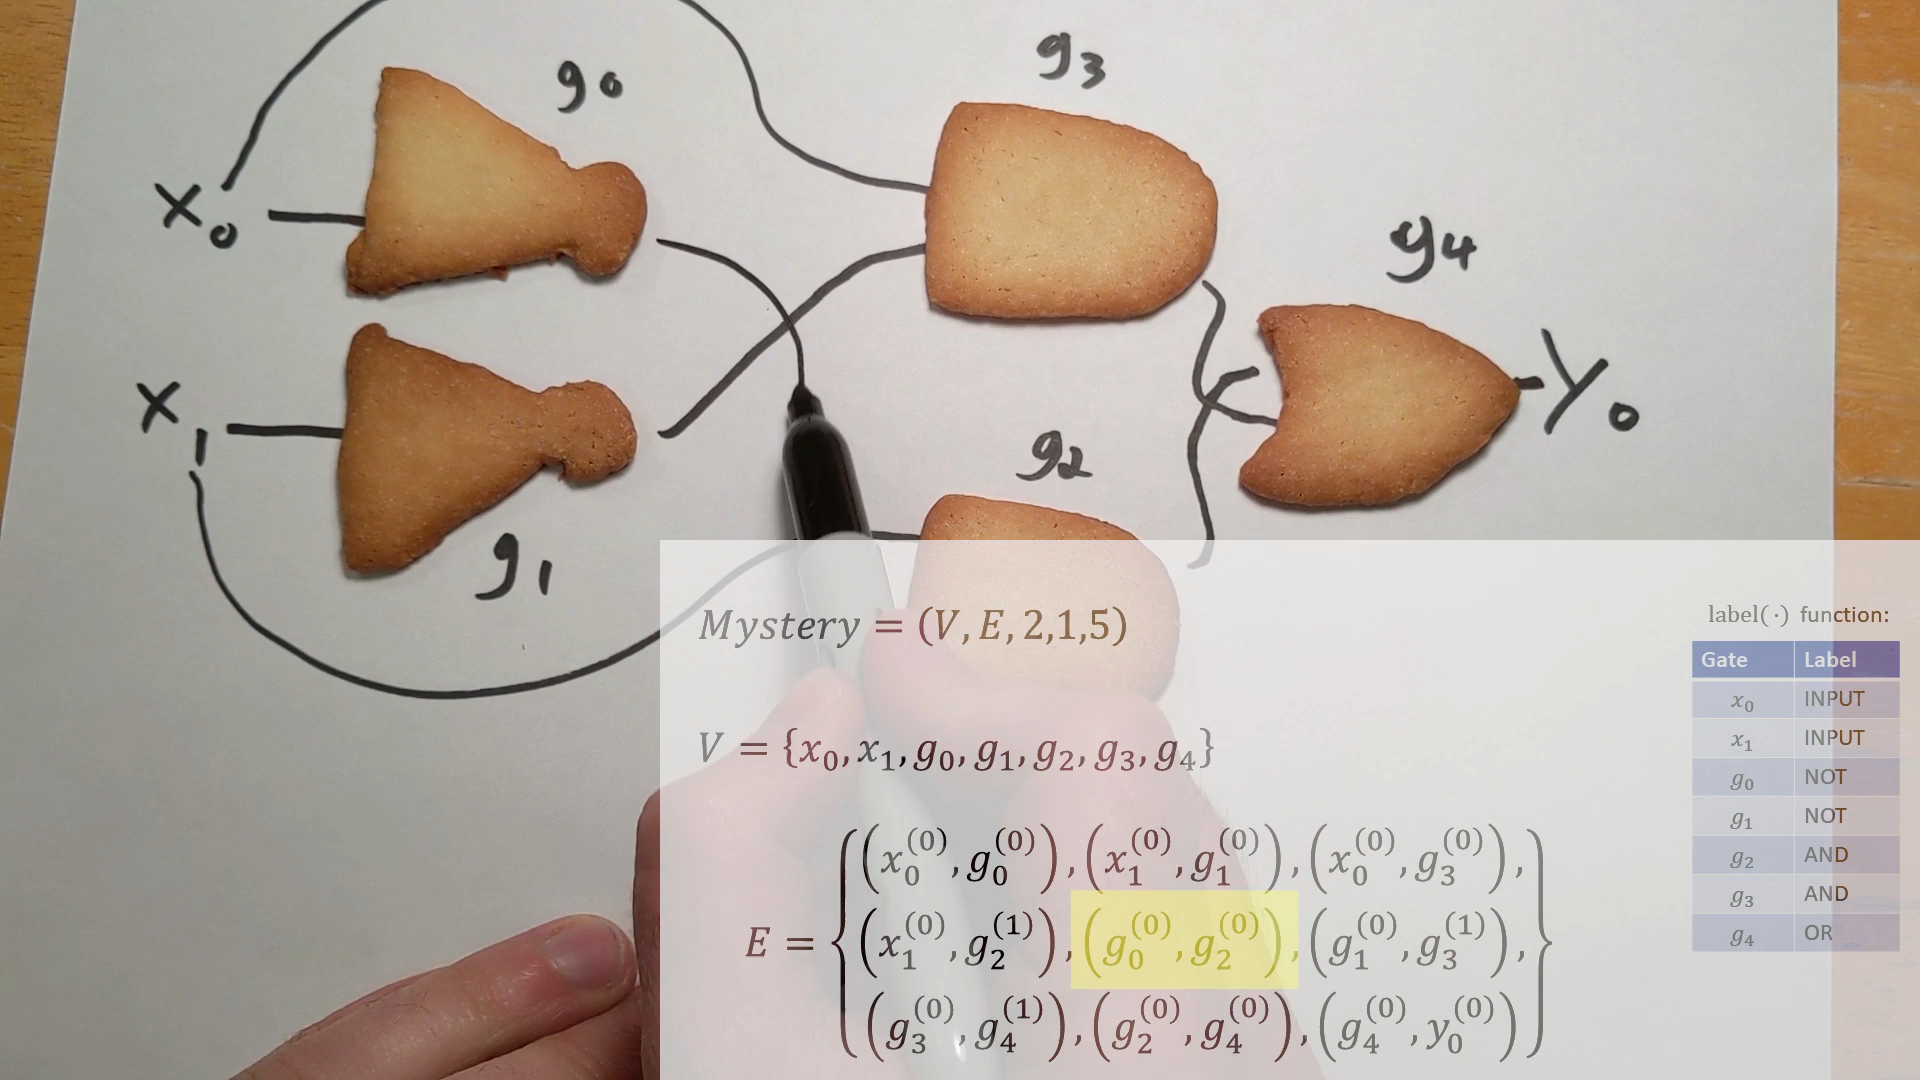 g₃
g₀
x₀
g₄
x₁
y₀
g₂
g₁
label(·) function:
Mystery = (V, E, 2,1,5)
Gate Label
x₀ INPUT
x₁ INPUT
g₀ NOT
g₁ NOT
g₂ AND
g₃ AND
g₄ OR
V = {x₀, x₁, g₀, g₁, g₂, g₃, g₄}
E = {(x₀⁽⁰⁾, g₀⁽⁰⁾), (x₁⁽⁰⁾, g₁⁽⁰⁾), (x₀⁽⁰⁾, g₃⁽⁰⁾),
(x₁⁽⁰⁾, g₂⁽¹⁾), (g₀⁽⁰⁾, g₂⁽⁰⁾), (g₁⁽⁰⁾, g₃⁽¹⁾),
(g₃⁽⁰⁾, g₄⁽¹⁾), (g₂⁽⁰⁾, g₄⁽⁰⁾), (g₄⁽⁰⁾, y₀⁽⁰⁾)}